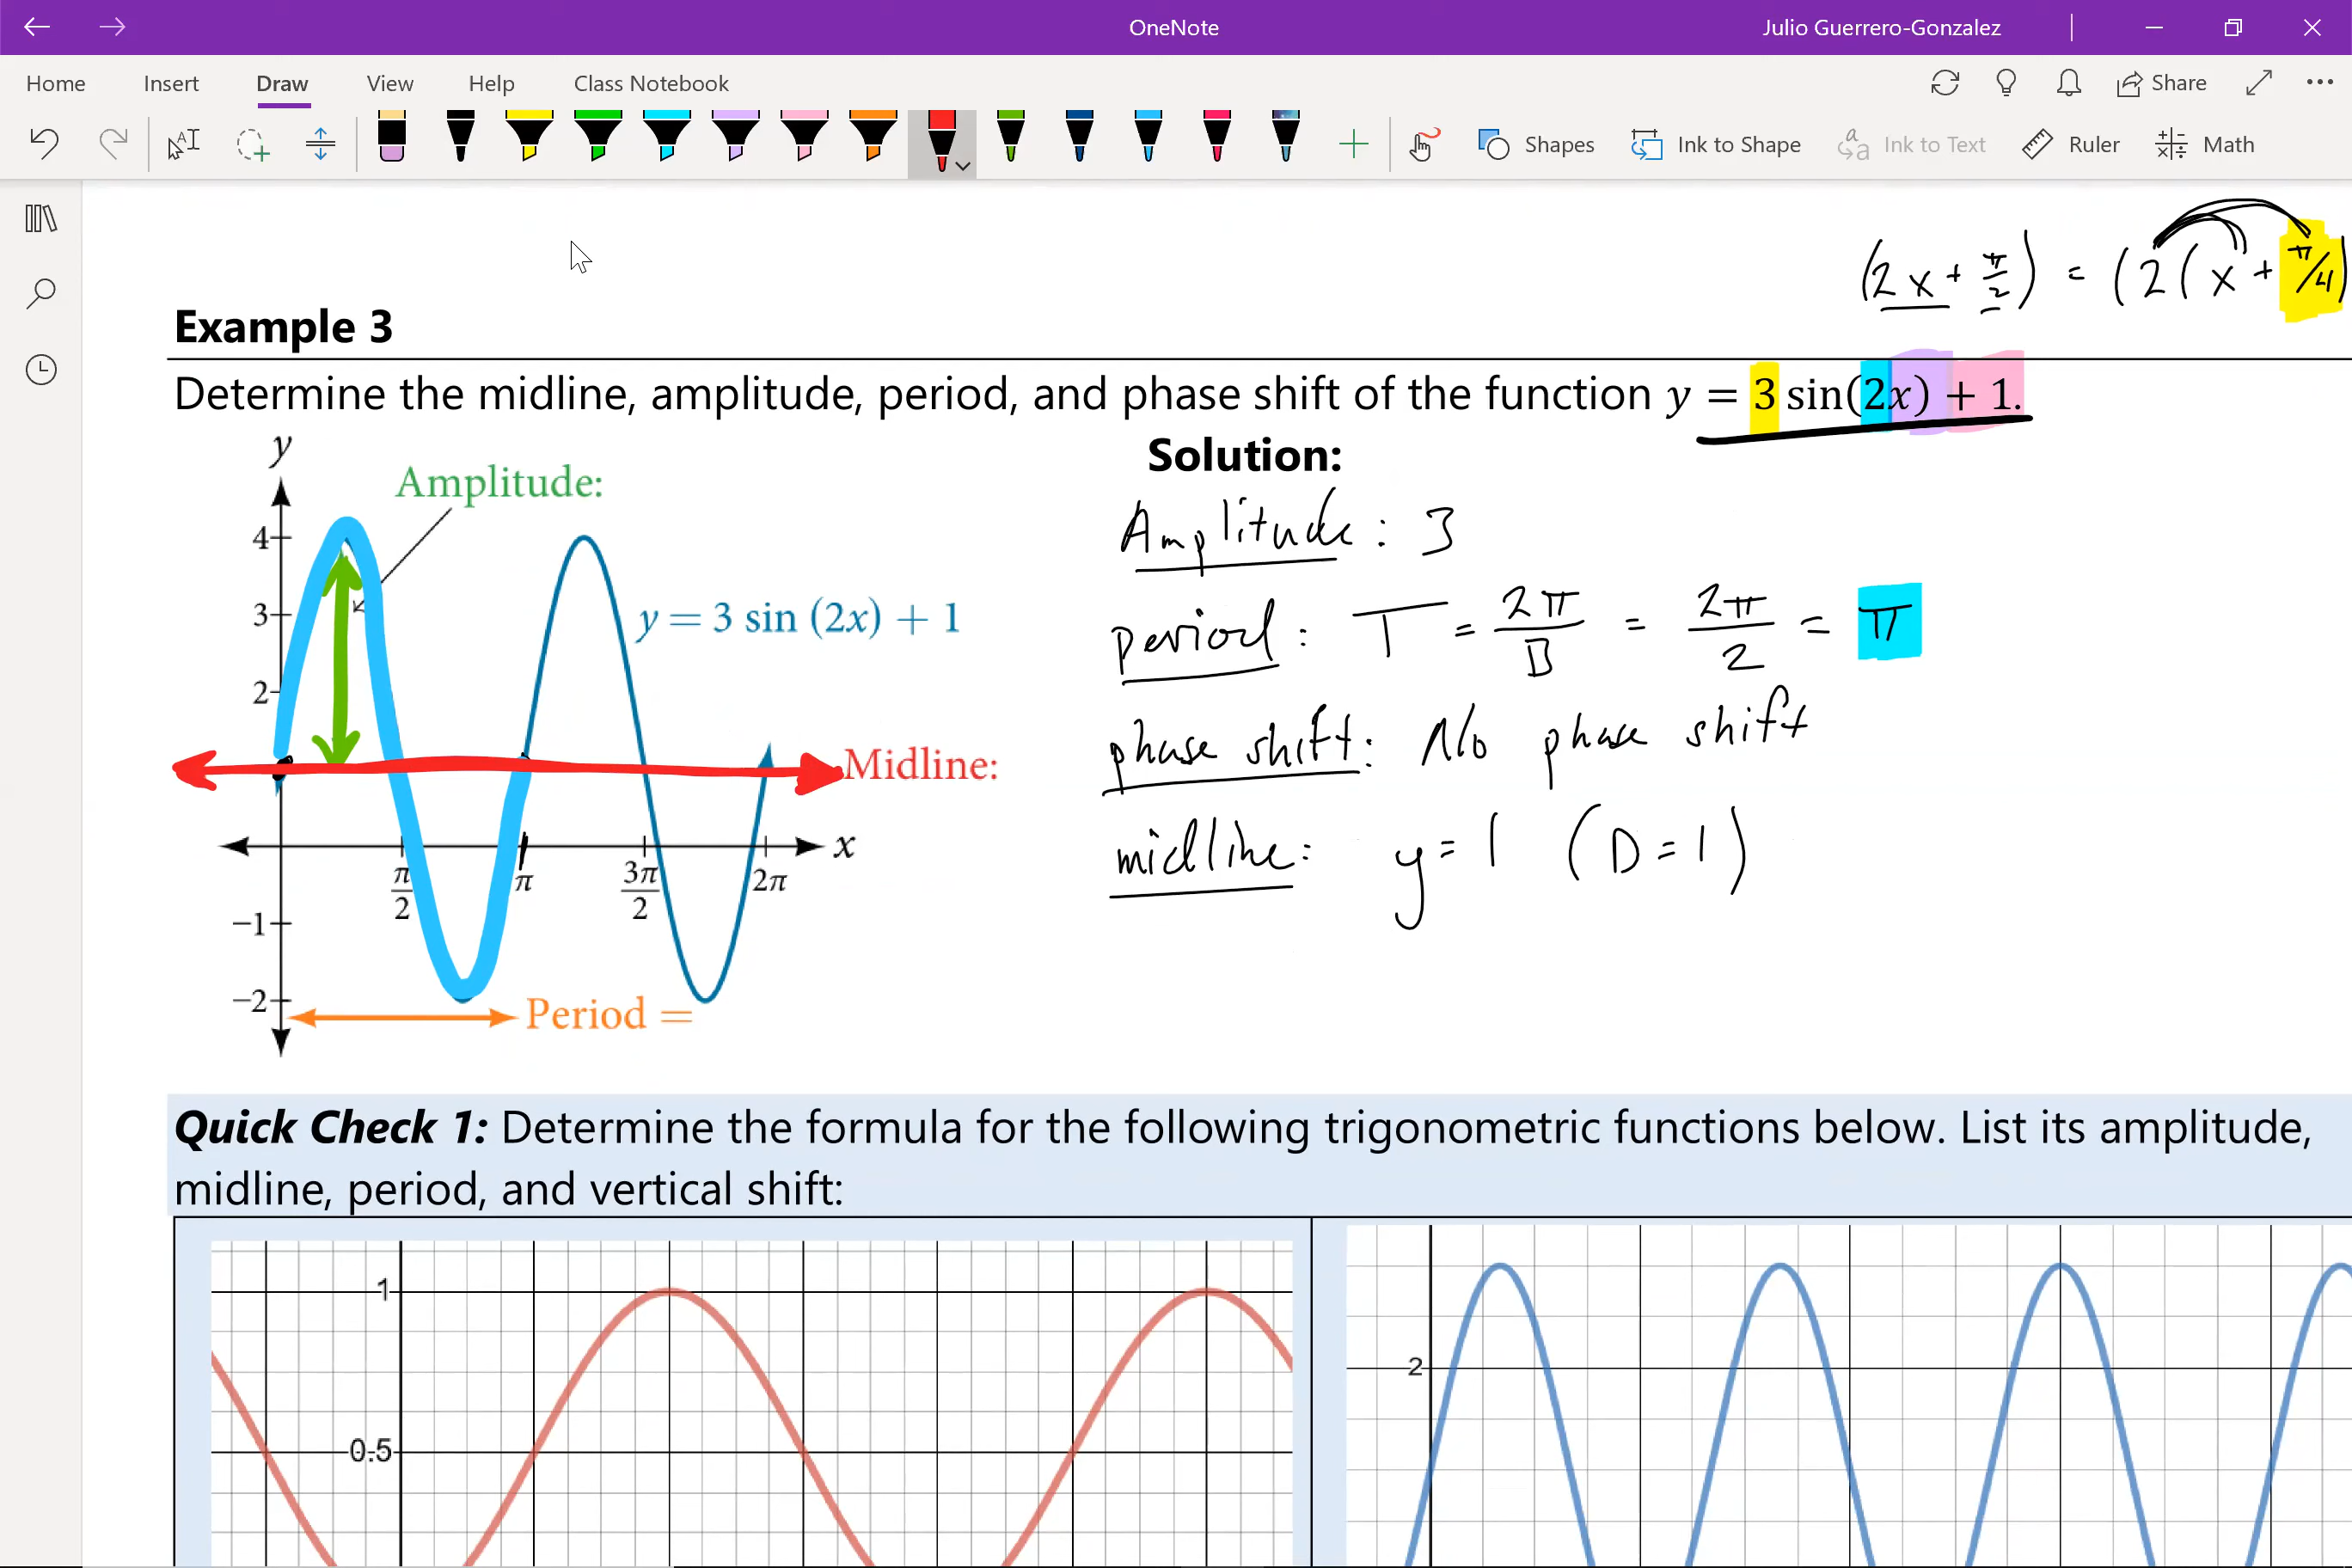 OneNote
Julio Guerrero-Gonzalez
Home Insert Draw View Help Class Notebook Share
Shapes Ink to Shape Ink to Text Ruler Math
(2x + π/2) = (2(x + π/4)
Example 3
Determine the midline, amplitude, period, and phase shift of the function y = 3 sin(2x) + 1.
Solution:
y
Amplitude:
4
3
2
y = 3 sin (2x) + 1
Midline:
x
π/2 π 3π/2 2π
-1
-2
Period =
Amplitude: 3
period: T = 2π/B = 2π/2 = π
phase shift: No phase shift
midline: y = 1 (D = 1)
Quick Check 1: Determine the formula for the following trigonometric functions below. List its amplitude,
midline, period, and vertical shift:
1
0.5
2